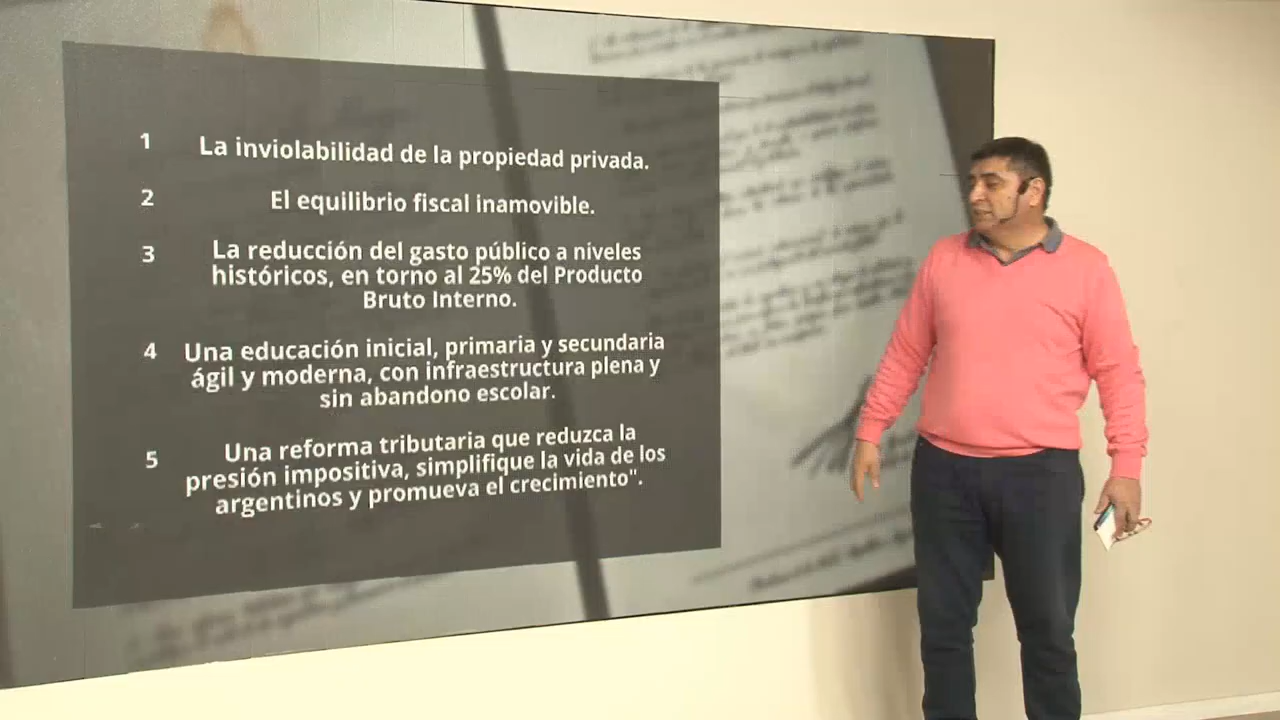 1 La inviolabilidad de la propiedad privada.
2 El equilibrio fiscal inamovible.
3 La reducción del gasto público a niveles
históricos, en torno al 25% del Producto
Bruto Interno.
4 Una educación inicial, primaria y secundaria
ágil y moderna, con infraestructura plena y
sin abandono escolar.
5 Una reforma tributaria que reduzca la
presión impositiva, simplifique la vida de los
argentinos y promueva el crecimiento".